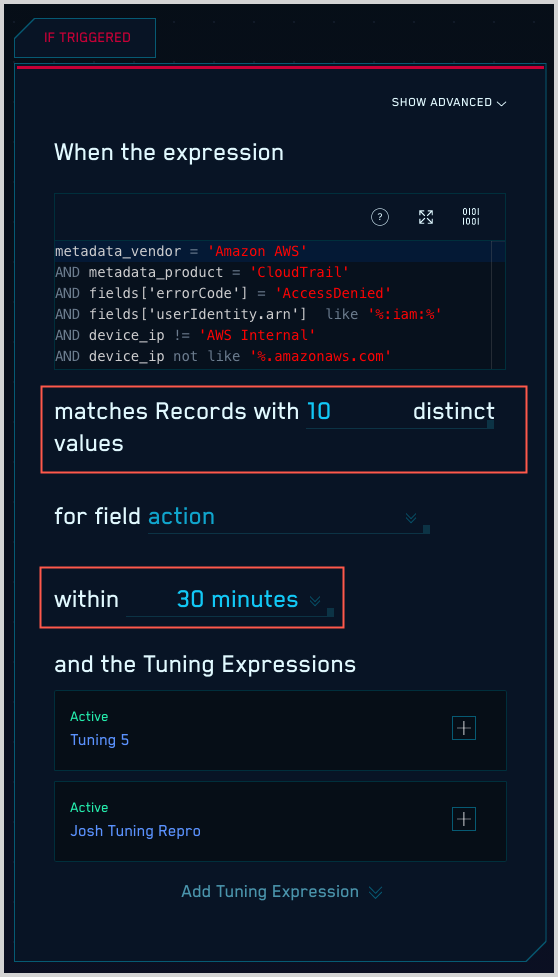 IF TRIGGERED
SHOW ADVANCED
When the expression
?
0101
1001
metadata_vendor = 'Amazon AWS'
AND metadata_product = 'CloudTrail'
AND fields['errorCode'] = 'AccessDenied'
AND fields['userIdentity.arn']  like '%:iam:%'
AND device_ip != 'AWS Internal'
AND device_ip not like '%.amazonaws.com'
matches Records with 10 distinct
values
for field action
within 30 minutes
and the Tuning Expressions
Active
Tuning 5
Active
Josh Tuning Repro
Add Tuning Expression